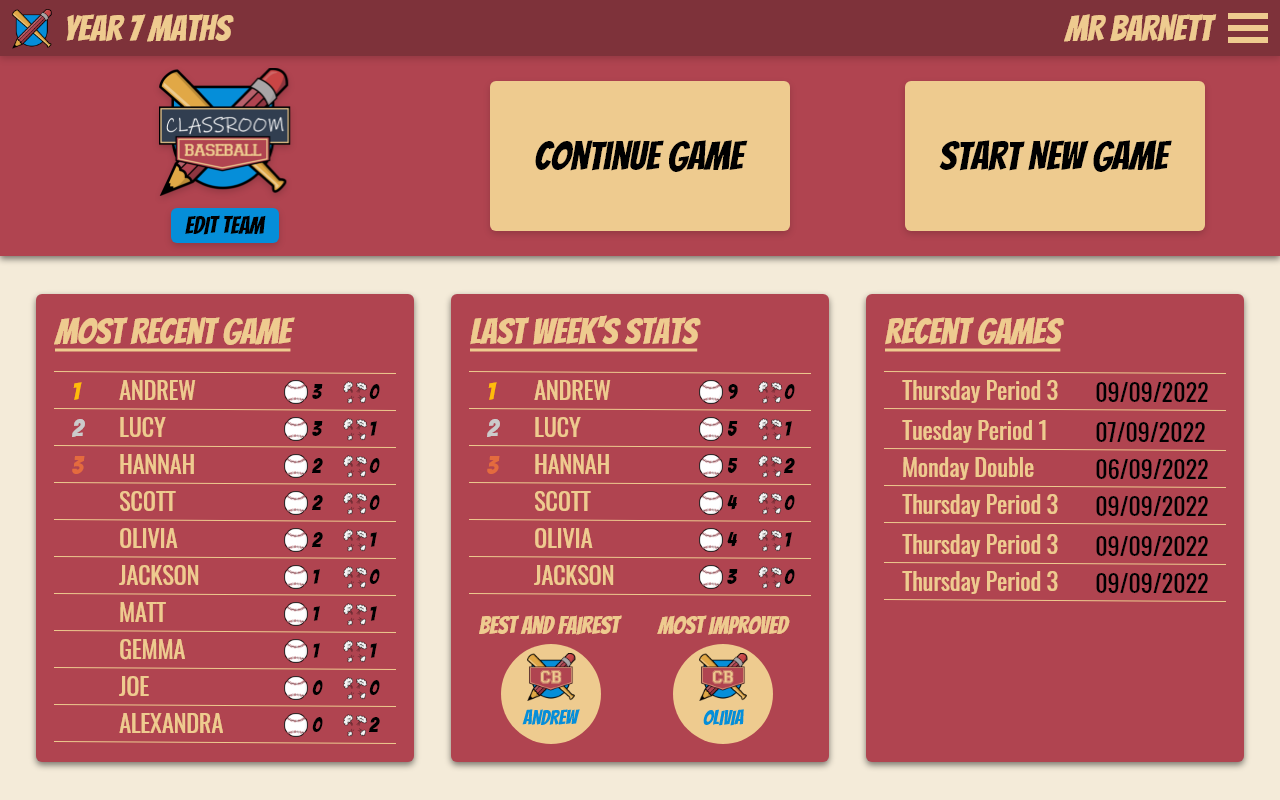 YEAR 7 MATHS
MR BARNETT
CLASSROOM
BASEBALL
EDIT TEAM
CONTINUE GAME
START NEW GAME
MOST RECENT GAME
1 ANDREW 3 0
2 LUCY 3 1
3 HANNAH 2 0
SCOTT 2 0
OLIVIA 2 1
JACKSON 1 0
MATT 1 1
GEMMA 1 1
JOE 0 0
ALEXANDRA 0 2
LAST WEEK'S STATS
1 ANDREW 9 0
2 LUCY 5 1
3 HANNAH 5 2
SCOTT 4 0
OLIVIA 4 1
JACKSON 3 0
BEST AND FAIREST
CB
ANDREW
MOST IMPROVED
CB
OLIVIA
RECENT GAMES
Thursday Period 3 09/09/2022
Tuesday Period 1 07/09/2022
Monday Double 06/09/2022
Thursday Period 3 09/09/2022
Thursday Period 3 09/09/2022
Thursday Period 3 09/09/2022